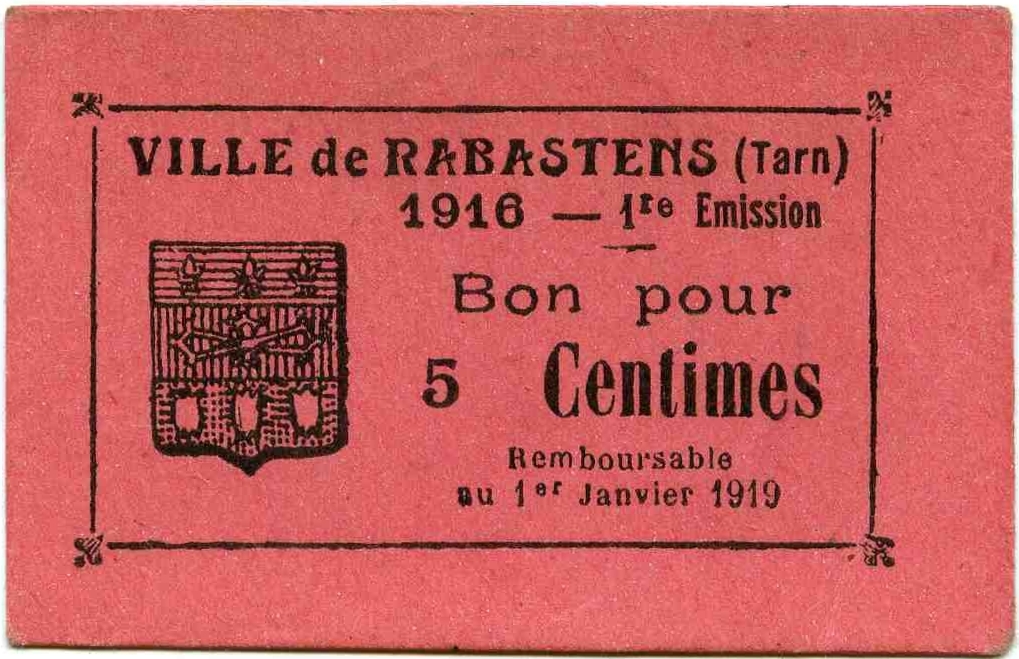 VILLE de RABASTENS (Tarn)
1916 — 1re Emission
Bon pour
5 Centimes
Remboursable
au 1er Janvier 1919